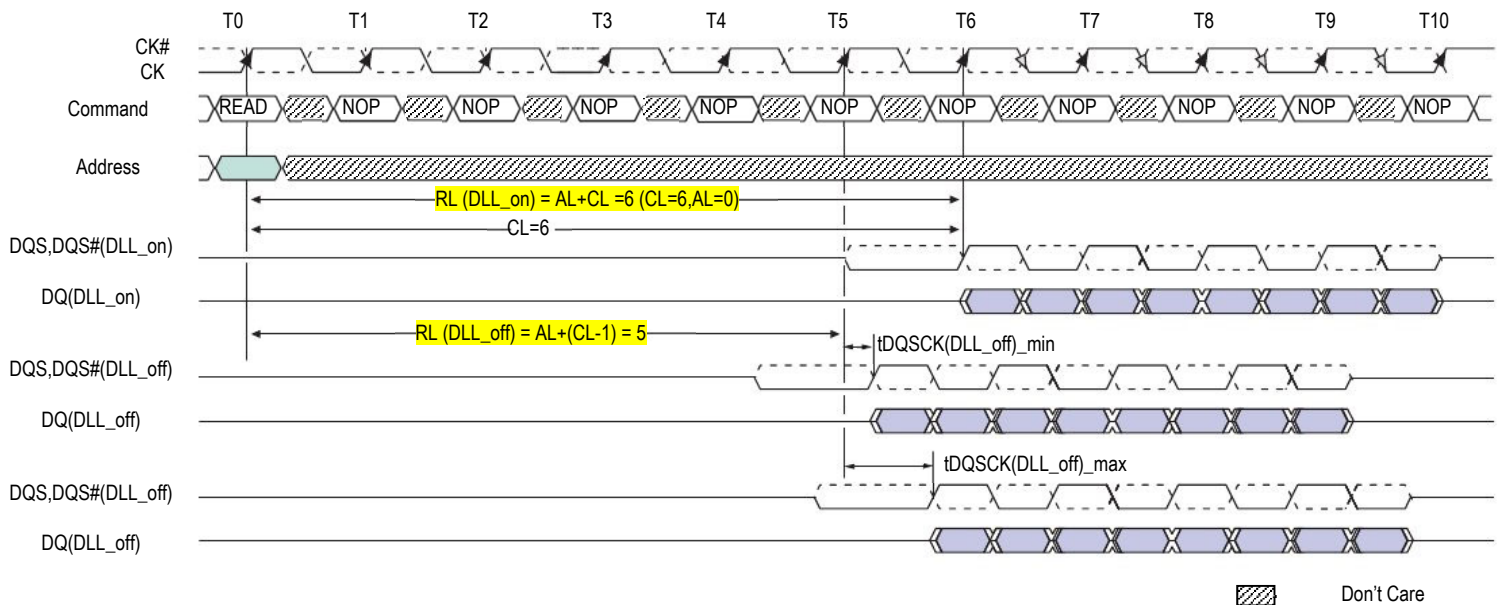 T0 T1 T2 T3 T4 T5 T6 T7 T8 T9 T10
CK#
CK
Command READ NOP NOP NOP NOP NOP NOP NOP NOP NOP NOP
Address
RL (DLL_on) = AL+CL =6 (CL=6,AL=0)
CL=6
DQS,DQS#(DLL_on)
DQ(DLL_on)
RL (DLL_off) = AL+(CL-1) = 5
tDQSCK(DLL_off)_min
DQS,DQS#(DLL_off)
DQ(DLL_off)
tDQSCK(DLL_off)_max
DQS,DQS#(DLL_off)
DQ(DLL_off)
Don't Care